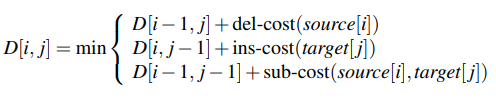 D[i−1, j] + del-cost(source[i])
D[i, j] = min { D[i, j−1] + ins-cost(target[j])
D[i−1, j−1] + sub-cost(source[i], target[j])